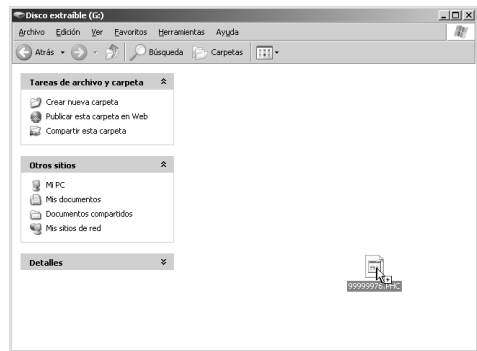 Disco extraíble (G:)
Archivo Edición Ver Favoritos Herramientas Ayuda
Atrás Búsqueda Carpetas
Tareas de archivo y carpeta
Crear nueva carpeta
Publicar esta carpeta en Web
Compartir esta carpeta
Otros sitios
Mi PC
Mis documentos
Documentos compartidos
Mis sitios de red
Detalles
99999976.PHC